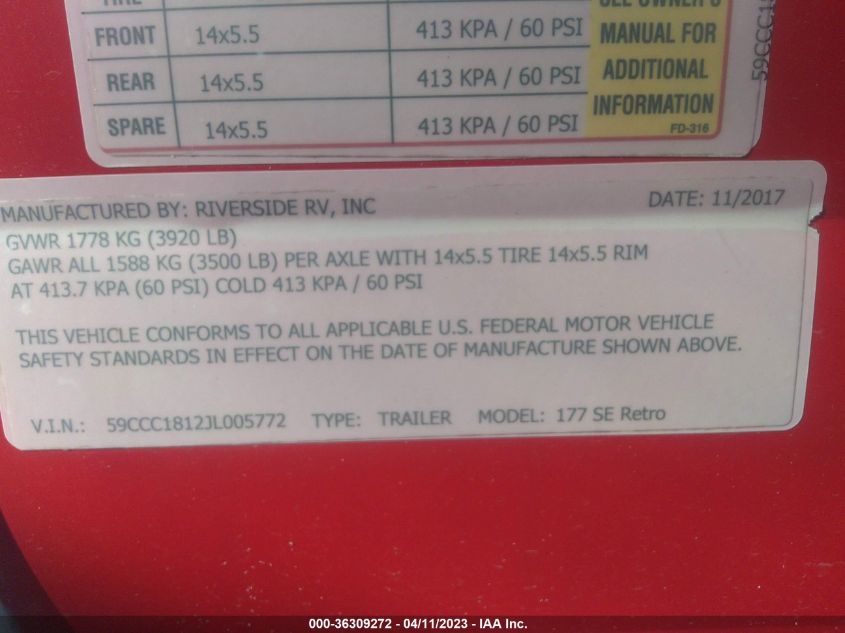 TIRE SEE OWNER'S
FRONT 14x5.5 413 KPA / 60 PSI MANUAL FOR
REAR 14x5.5 413 KPA / 60 PSI ADDITIONAL
SPARE 14x5.5 413 KPA / 60 PSI INFORMATION
FD-316
MANUFACTURED BY: RIVERSIDE RV, INC DATE: 11/2017
GVWR 1778 KG (3920 LB)
GAWR ALL 1588 KG (3500 LB) PER AXLE WITH 14x5.5 TIRE 14x5.5 RIM
AT 413.7 KPA (60 PSI) COLD 413 KPA / 60 PSI
THIS VEHICLE CONFORMS TO ALL APPLICABLE U.S. FEDERAL MOTOR VEHICLE
SAFETY STANDARDS IN EFFECT ON THE DATE OF MANUFACTURE SHOWN ABOVE.
V.I.N.: 59CCC1812JL005772 TYPE: TRAILER MODEL: 177 SE Retro
000-36309272 - 04/11/2023 - IAA Inc.